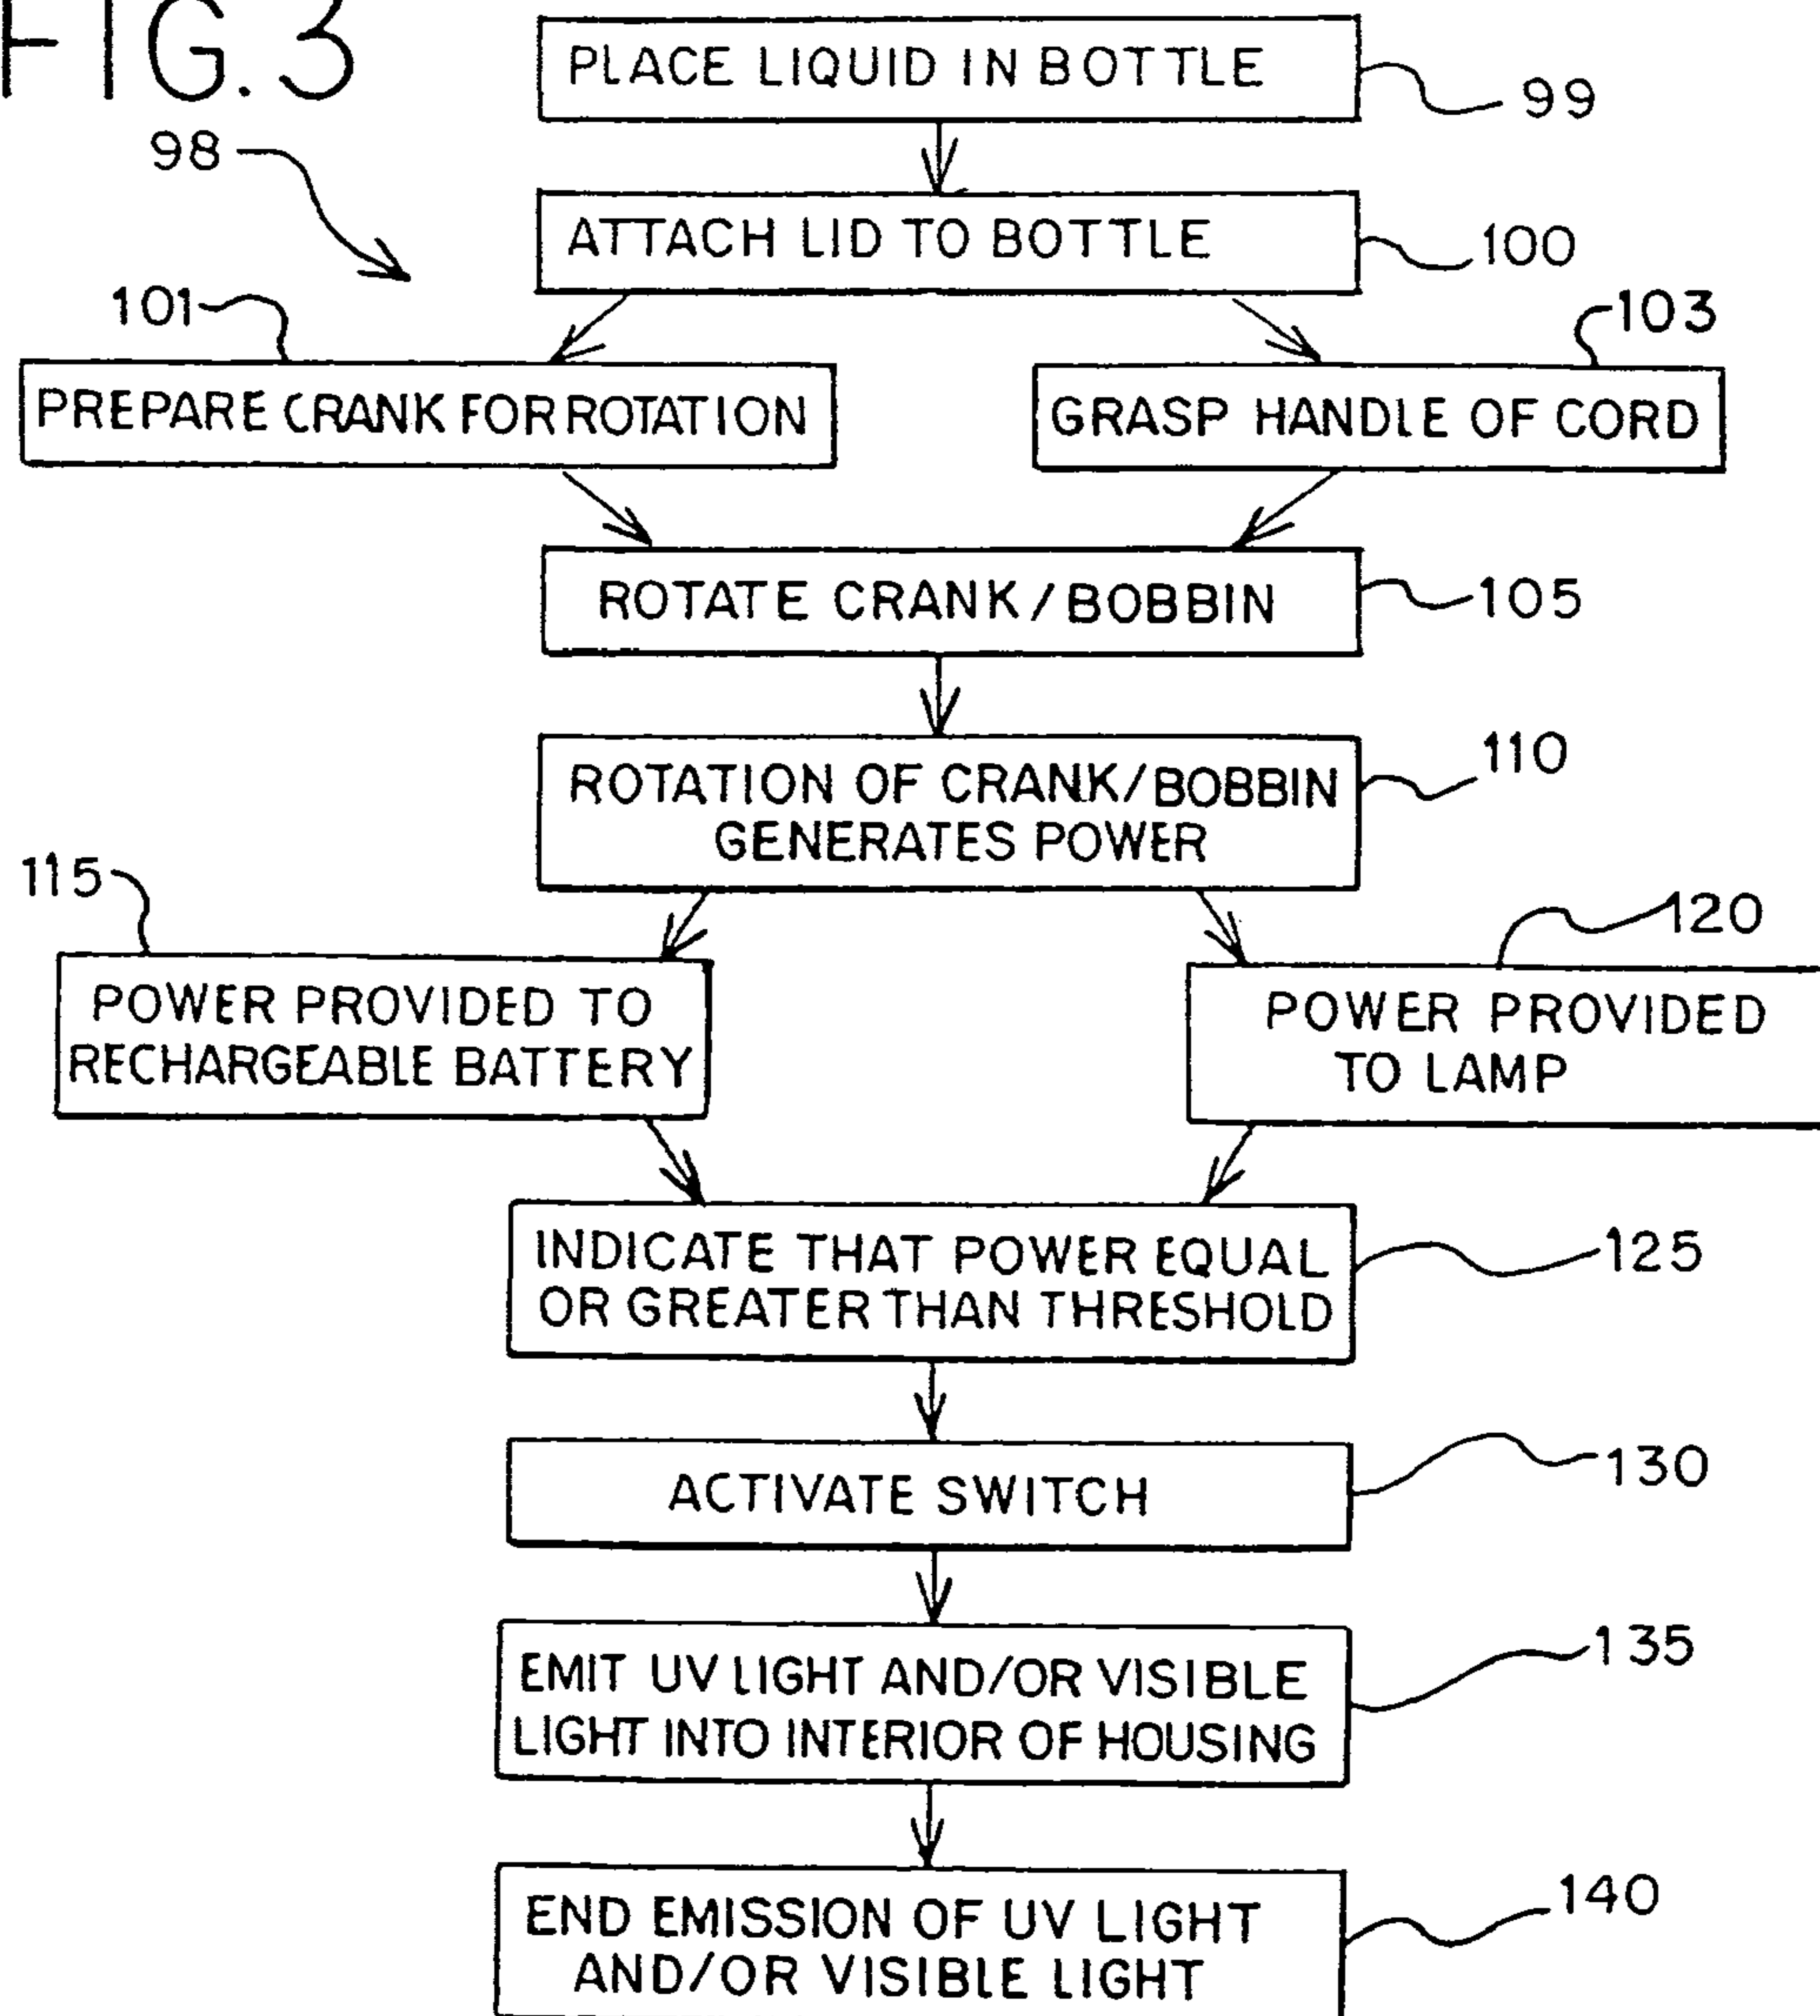 FIG. 3
PLACE LIQUID IN BOTTLE
99
98
ATTACH LID TO BOTTLE
100
101
103
PREPARE CRANK FOR ROTATION
GRASP HANDLE OF CORD
ROTATE CRANK/BOBBIN
105
ROTATION OF CRANK/BOBBIN
GENERATES POWER
110
115
120
POWER PROVIDED TO
RECHARGEABLE BATTERY
POWER PROVIDED
TO LAMP
INDICATE THAT POWER EQUAL
OR GREATER THAN THRESHOLD
125
ACTIVATE SWITCH
130
EMIT UV LIGHT AND/OR VISIBLE
LIGHT INTO INTERIOR OF HOUSING
135
END EMISSION OF UV LIGHT
AND/OR VISIBLE LIGHT
140